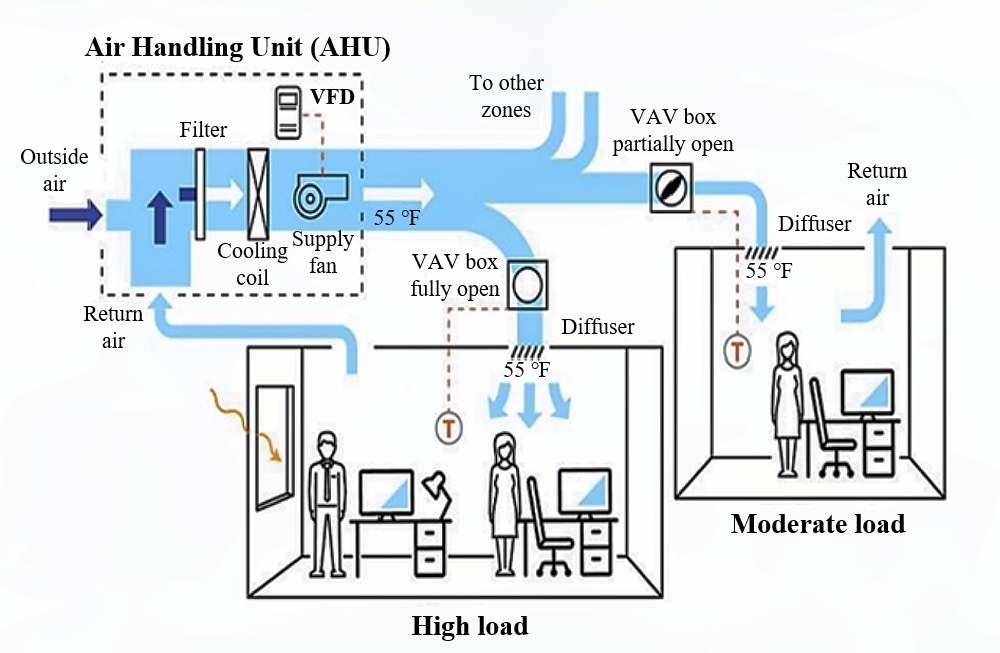 Air Handling Unit (AHU)
VFD
Filter
Outside
air
Cooling
coil
Supply
fan
55 °F
To other
zones
VAV box
partially open
Return
air
Diffuser
55 °F
T
Moderate load
VAV box
fully open
Diffuser
55 °F
T
Return
air
High load